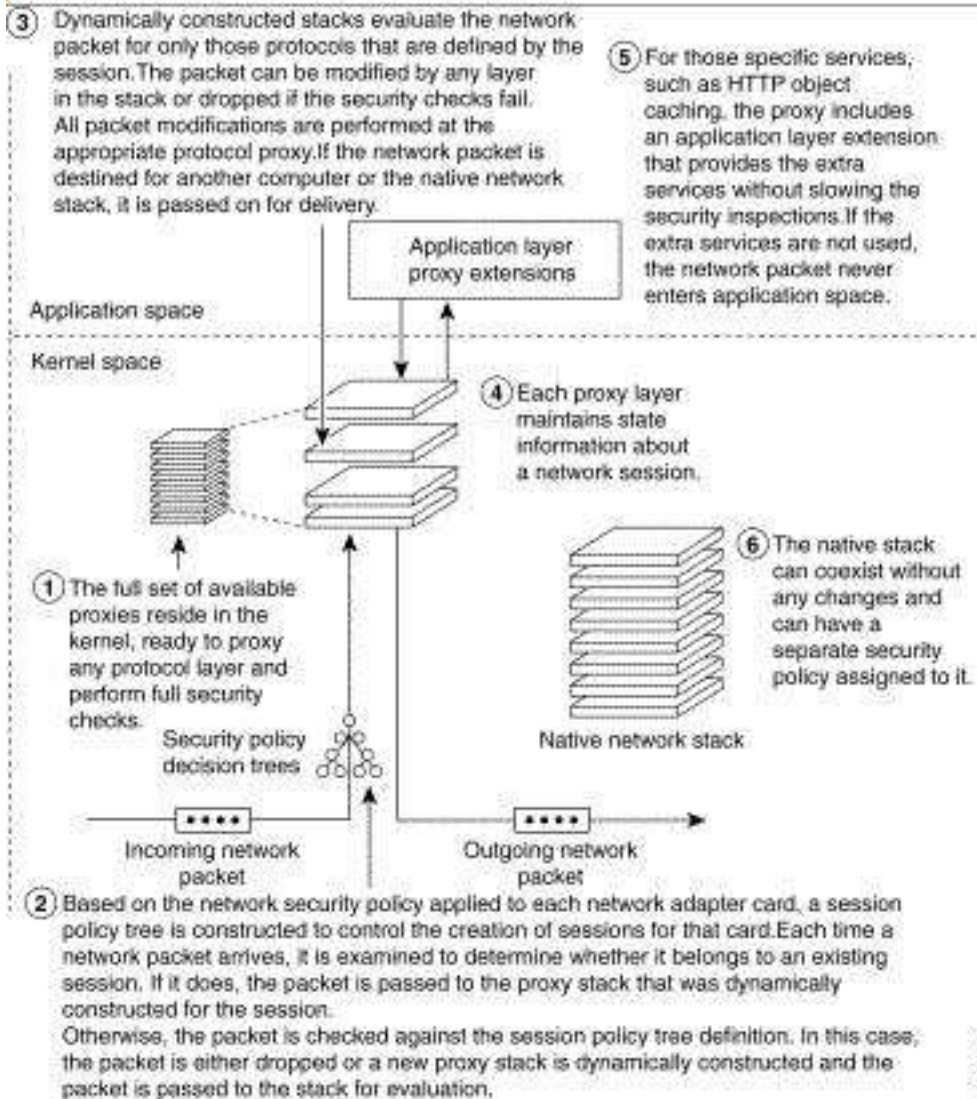 3 Dynamically constructed stacks evaluate the network
packet for only those protocols that are defined by the
session.The packet can be modified by any layer
in the stack or dropped if the security checks fail.
All packet modifications are performed at the
appropriate protocol proxy.If the network packet is
destined for another computer or the native network
stack, it is passed on for delivery.
5 For those specific services,
such as HTTP object
caching, the proxy includes
an application layer extension
that provides the extra
services without slowing the
security inspections.If the
extra services are not used,
the network packet never
enters application space.
Application layer
proxy extensions
Application space
Kernel space
4 Each proxy layer
maintains state
information about
a network session.
1 The full set of available
proxies reside in the
kernel, ready to proxy
any protocol layer and
perform full security
checks.
6 The native stack
can coexist without
any changes and
can have a
separate security
policy assigned to it.
Security policy
decision trees
Native network stack
Incoming network
packet
Outgoing network
packet
2 Based on the network security policy applied to each network adapter card, a session
policy tree is constructed to control the creation of sessions for that card.Each time a
network packet arrives, it is examined to determine whether it belongs to an existing
session. If it does, the packet is passed to the proxy stack that was dynamically
constructed for the session.
Otherwise, the packet is checked against the session policy tree definition. In this case,
the packet is either dropped or a new proxy stack is dynamically constructed and the
packet is passed to the stack for evaluation.